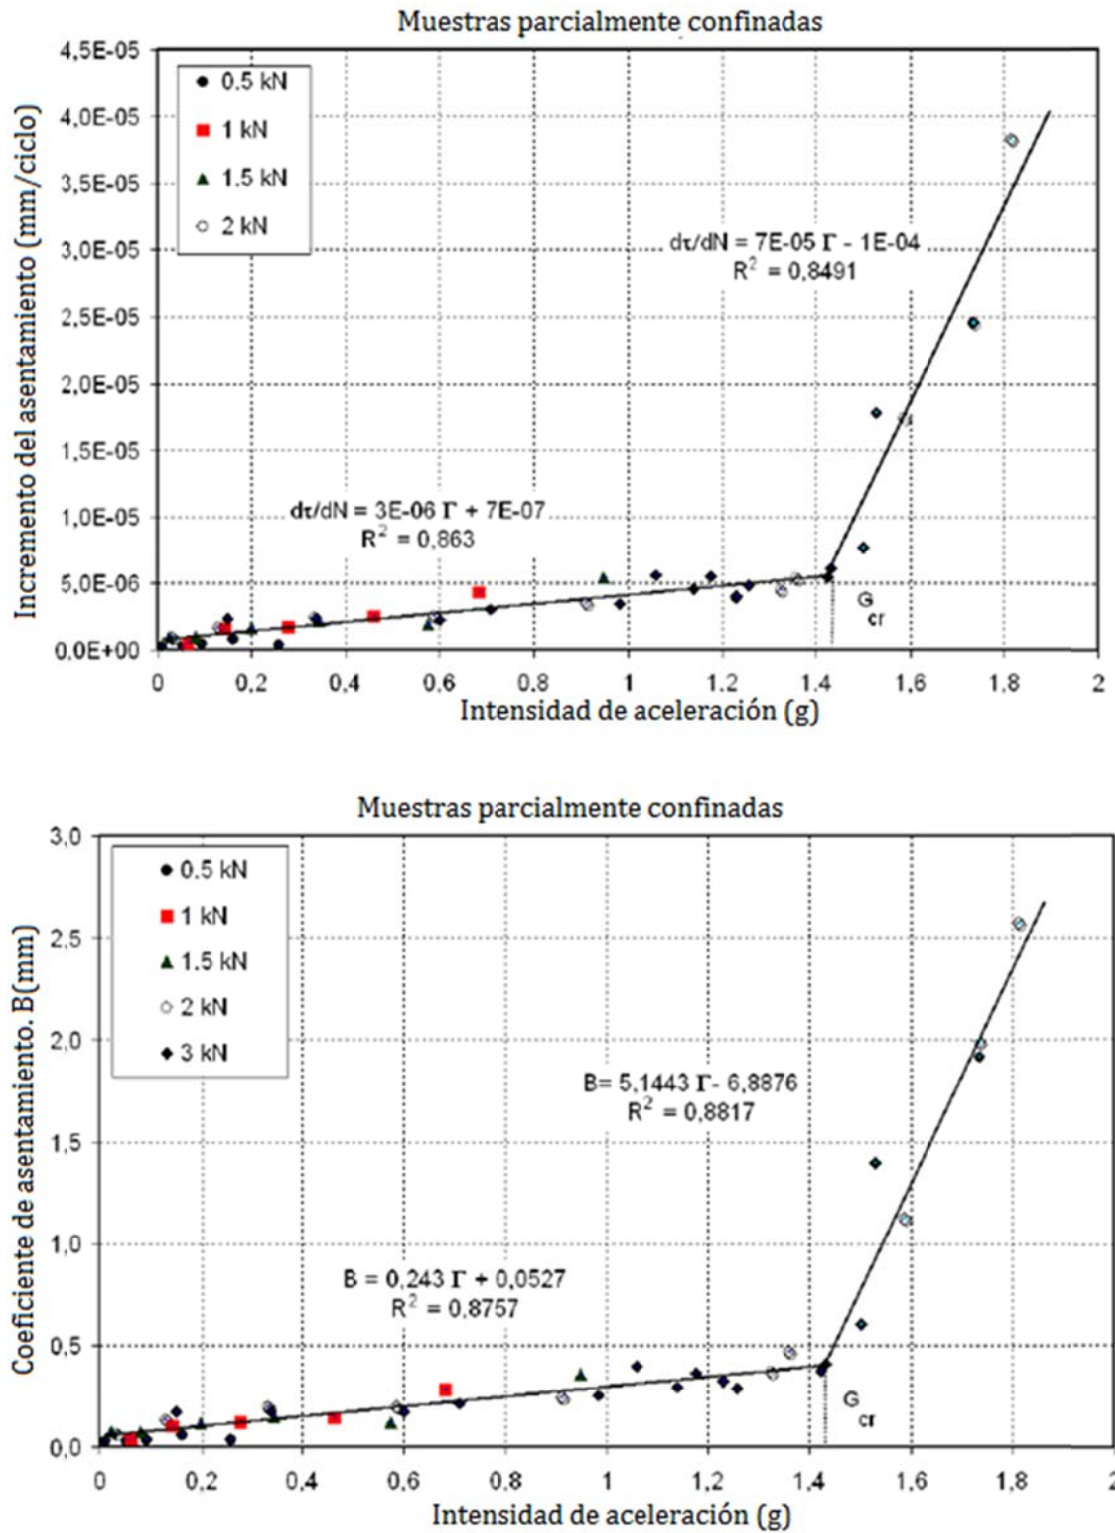 Muestras parcialmente confinadas
4,5E-05
4,0E-05
3,5E-05
3,0E-05
2,5E-05
2,0E-05
1,5E-05
1,0E-05
5,0E-06
0,0E+00
Incremento del asentamiento (mm/ciclo)
0.5 kN
1 kN
1.5 kN
2 kN
dτ/dN = 7E-05 Γ - 1E-04
R² = 0,8491
dτ/dN = 3E-06 Γ + 7E-07
R² = 0,863
G cr
0 0,2 0,4 0,6 0,8 1 1,2 1,4 1,6 1,8 2
Intensidad de aceleración (g)
Muestras parcialmente confinadas
3,0
2,5
2,0
1,5
1,0
0,5
0,0
Coeficiente de asentamiento. B(mm)
0.5 kN
1 kN
1.5 kN
2 kN
3 kN
B= 5,1443 Γ- 6,8876
R² = 0,8817
B = 0,243 Γ + 0,0527
R² = 0,8757
G cr
0 0,2 0,4 0,6 0,8 1 1,2 1,4 1,6 1,8 2
Intensidad de aceleración (g)